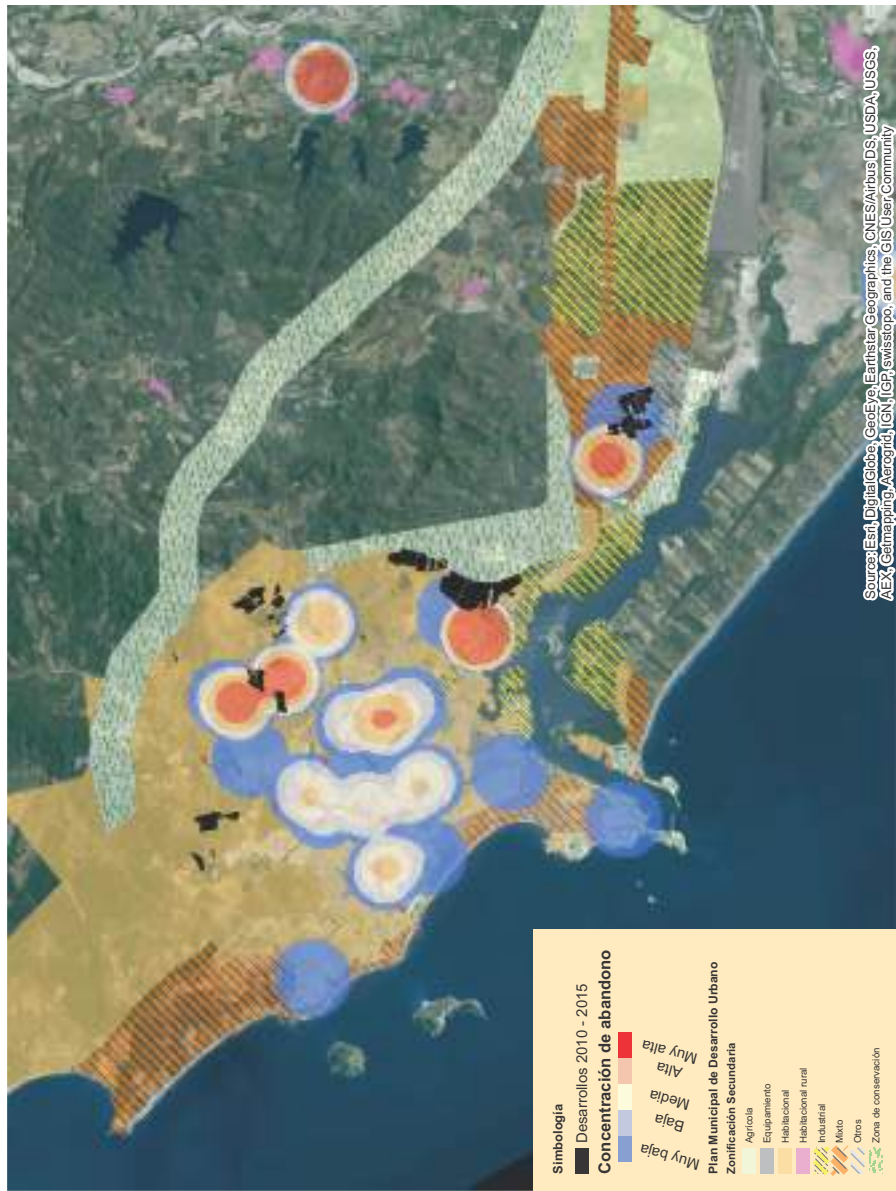 Source: Esri, DigitalGlobe, GeoEye, Earthstar Geographics, CNES/Airbus DS, USDA, USGS,
AEX, Getmapping, Aerogrid, IGN, IGP, swisstopo, and the GIS User Community
Simbología
Desarrollos 2010 - 2015
Concentración de abandono
Muy baja
Baja
Media
Alta
Muy alta
Plan Municipal de Desarrollo Urbano
Zonificación Secundaria
Agrícola
Equipamiento
Habitacional
Habitacional rural
Industrial
Mixto
Otros
Zona de conservación